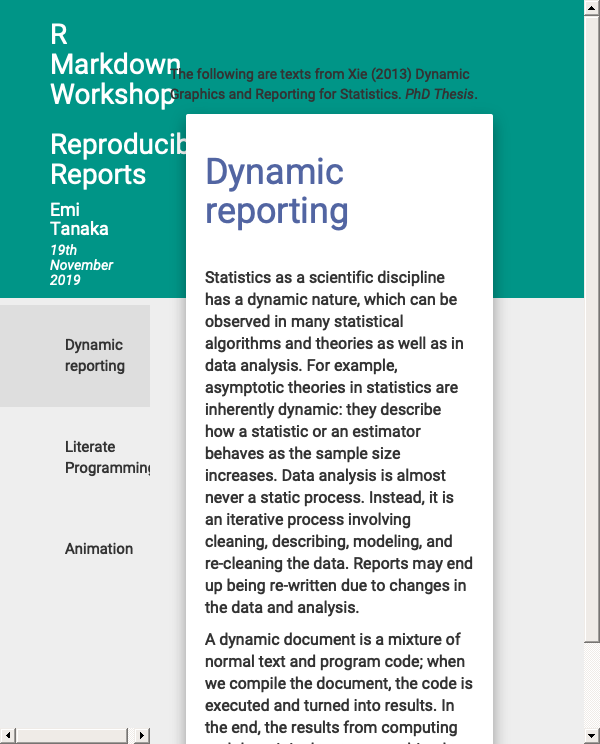 R
Markdown
Workshop
Reproducib
Reports
Emi
Tanaka
19th
November
2019
The following are texts from Xie (2013) Dynamic
Graphics and Reporting for Statistics. PhD Thesis.
Dynamic
reporting
Literate
Programming
Animation
Dynamic
reporting
Statistics as a scientific discipline
has a dynamic nature, which can be
observed in many statistical
algorithms and theories as well as in
data analysis. For example,
asymptotic theories in statistics are
inherently dynamic: they describe
how a statistic or an estimator
behaves as the sample size
increases. Data analysis is almost
never a static process. Instead, it is
an iterative process involving
cleaning, describing, modeling, and
re-cleaning the data. Reports may end
up being re-written due to changes in
the data and analysis.
A dynamic document is a mixture of
normal text and program code; when
we compile the document, the code is
executed and turned into results. In
the end, the results from computing